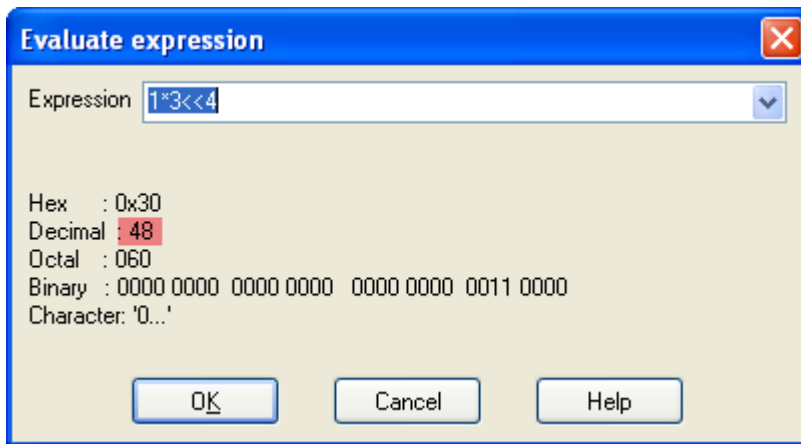 Evaluate expression
Expression 1*3<<4
Hex : 0x30
Decimal : 48
Octal : 060
Binary : 0000 0000 0000 0000 0000 0000 0011 0000
Character: '0...'
OK Cancel Help